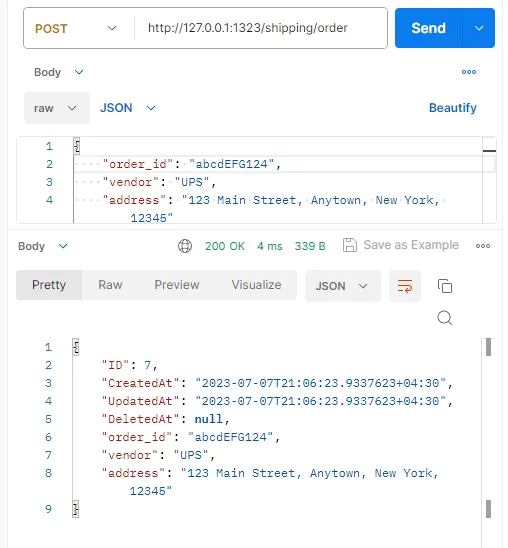 POST http://127.0.0.1:1323/shipping/order Send
Body
raw JSON Beautify
1 {
2 "order_id": "abcdEFG124",
3 "vendor": "UPS",
4 "address": "123 Main Street, Anytown, New York,
12345"
Body 200 OK 4 ms 339 B Save as Example
Pretty Raw Preview Visualize JSON
1 {
2 "ID": 7,
3 "CreatedAt": "2023-07-07T21:06:23.9337623+04:30",
4 "UpdatedAt": "2023-07-07T21:06:23.9337623+04:30",
5 "DeletedAt": null,
6 "order_id": "abcdEFG124",
7 "vendor": "UPS",
8 "address": "123 Main Street, Anytown, New York,
12345"
9 }